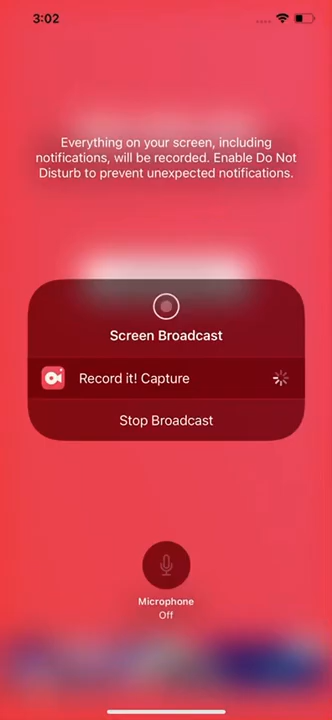 3:02
Everything on your screen, including
notifications, will be recorded. Enable Do Not
Disturb to prevent unexpected notifications.
Screen Broadcast
Record it! Capture
Stop Broadcast
Microphone
Off